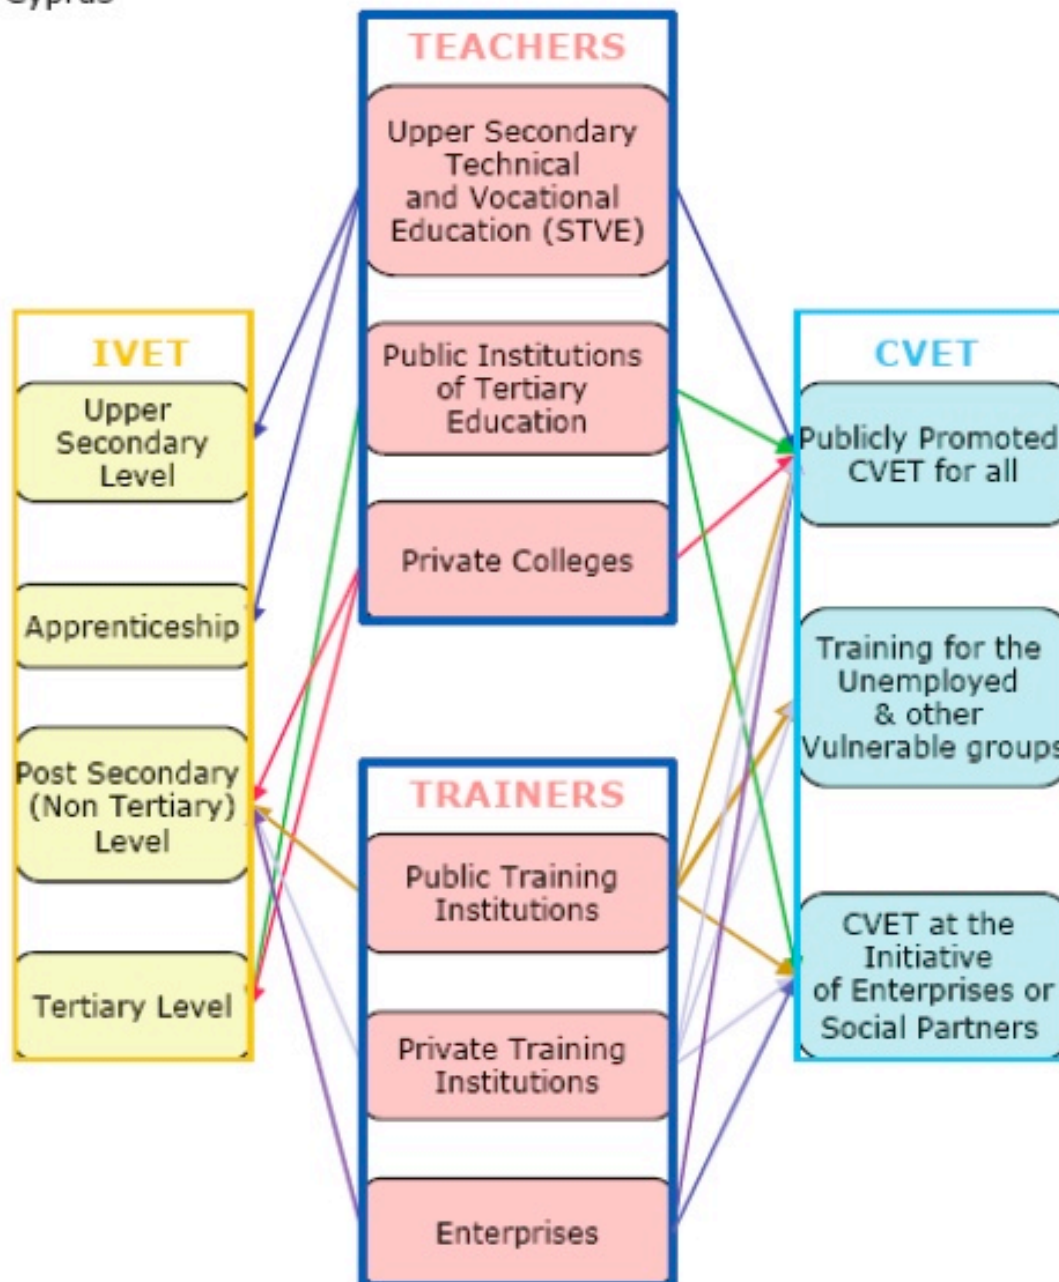 Cyprus
TEACHERS
Upper Secondary
Technical
and Vocational
Education (STVE)
Public Institutions
of Tertiary
Education
Private Colleges
IVET
Upper
Secondary
Level
Apprenticeship
Post Secondary
(Non Tertiary)
Level
Tertiary Level
CVET
Publicly Promoted
CVET for all
Training for the
Unemployed
& other
Vulnerable groups
CVET at the
Initiative
of Enterprises or
Social Partners
TRAINERS
Public Training
Institutions
Private Training
Institutions
Enterprises